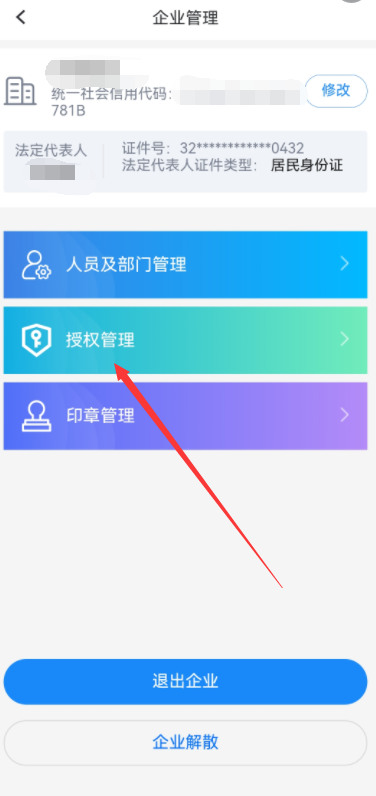 企业管理
统一社会信用代码：
781B
修改
法定代表人
证件号：32************0432
法定代表人证件类型： 居民身份证
人员及部门管理
授权管理
印章管理
退出企业
企业解散